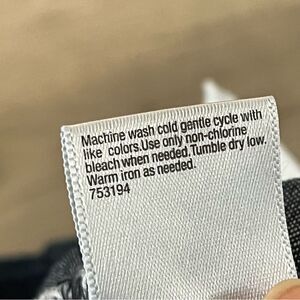 Machine wash cold gentle cycle with
like colors.Use only non-chlorine
bleach when needed.Tumble dry low.
Warm iron as needed.
753194